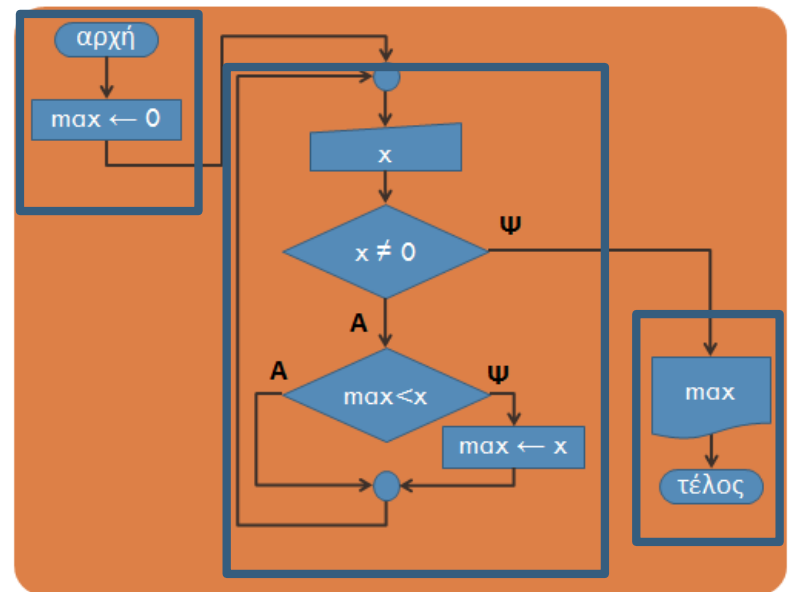 αρχή
max ← 0
x
x ≠ 0
Ψ
Α
max<x
Α
Ψ
max ← x
max
τέλος